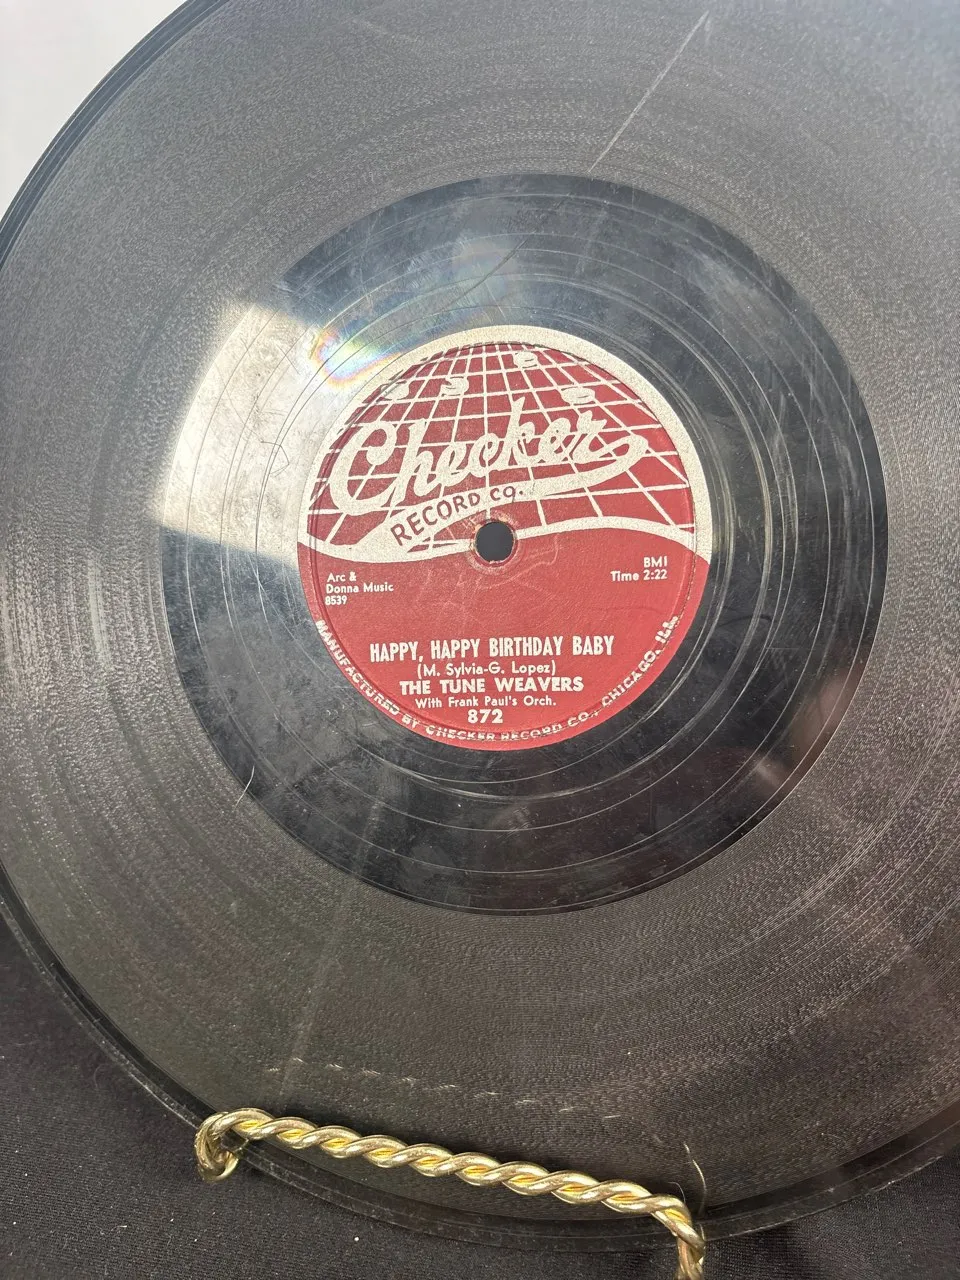 Checker
RECORD CO.
Arc &
Donna Music
8539
BMI
Time 2:22
HAPPY, HAPPY BIRTHDAY BABY
(M. Sylvia-G. Lopez)
THE TUNE WEAVERS
With Frank Paul's Orch.
872
MANUFACTURED BY CHECKER RECORD CO., CHICAGO, ILL.